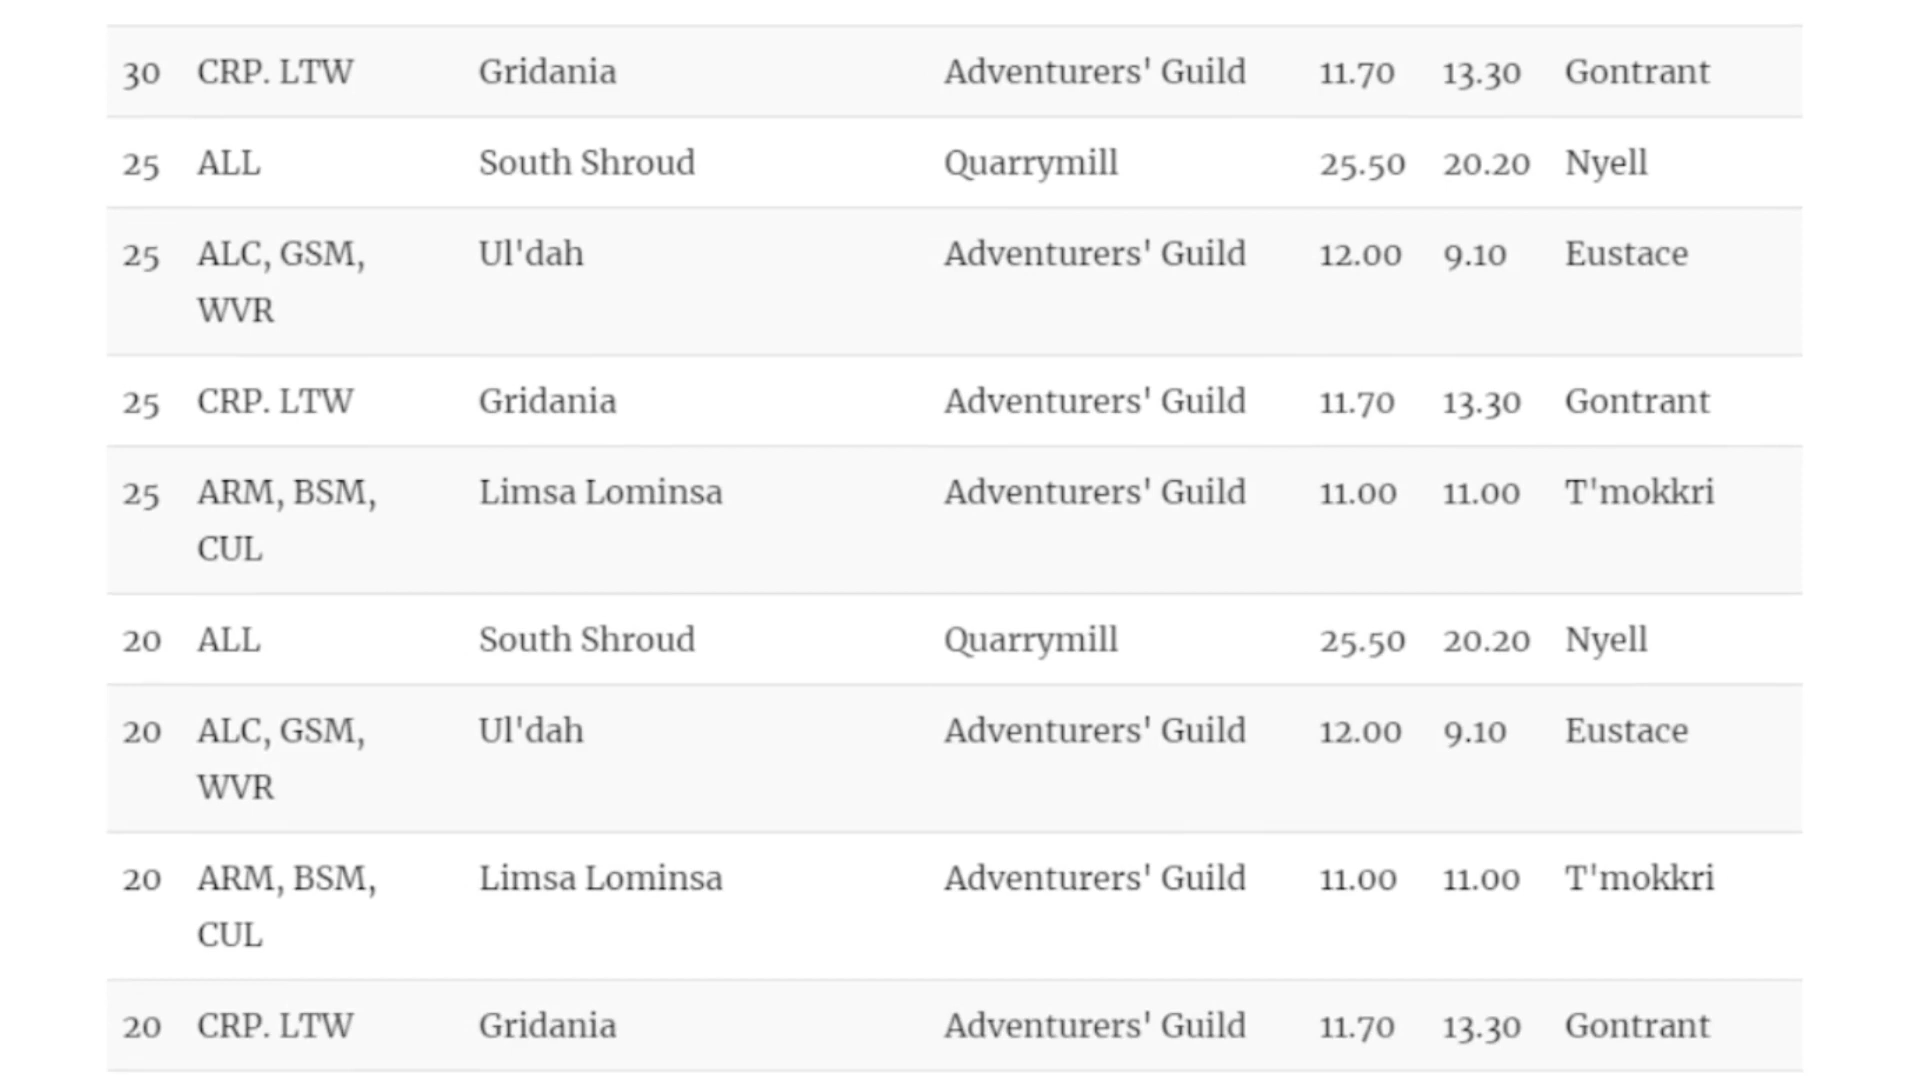 30 CRP. LTW Gridania Adventurers' Guild 11.70 13.30 Gontrant
25 ALL South Shroud Quarrymill 25.50 20.20 Nyell
25 ALC, GSM, Ul'dah Adventurers' Guild 12.00 9.10 Eustace
WVR
25 CRP. LTW Gridania Adventurers' Guild 11.70 13.30 Gontrant
25 ARM, BSM, Limsa Lominsa Adventurers' Guild 11.00 11.00 T'mokkri
CUL
20 ALL South Shroud Quarrymill 25.50 20.20 Nyell
20 ALC, GSM, Ul'dah Adventurers' Guild 12.00 9.10 Eustace
WVR
20 ARM, BSM, Limsa Lominsa Adventurers' Guild 11.00 11.00 T'mokkri
CUL
20 CRP. LTW Gridania Adventurers' Guild 11.70 13.30 Gontrant